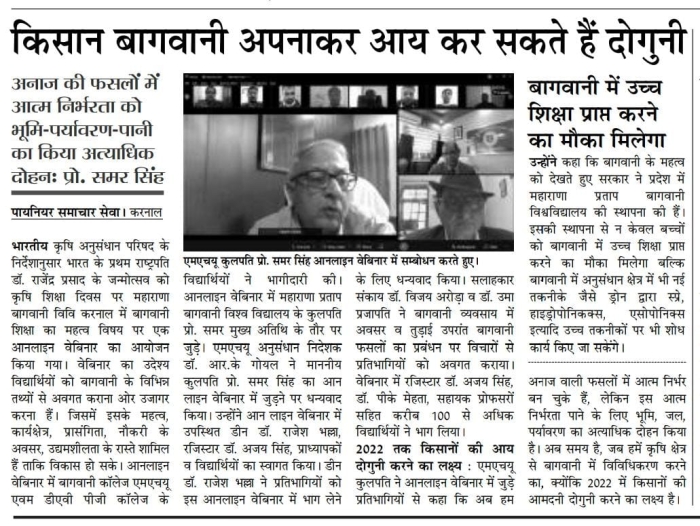 किसान बागवानी अपनाकर आय कर सकते हैं दोगुनी
अनाज की फसलों में
आत्म निर्भरता को
भूमि-पर्यावरण-पानी
का किया अत्याधिक
दोहनः प्रो. समर सिंह
पायनियर समाचार सेवा। करनाल
भारतीय कृषि अनुसंधान परिषद के
निर्देशानुसार भारत के प्रथम राष्ट्रपति
डॉ. राजेंद्र प्रसाद के जन्मोत्सव को
कृषि शिक्षा दिवस पर महाराणा
बागवानी विवि करनाल में बागवानी
शिक्षा का महत्व विषय पर एक
आनलाइन वेबिनार का आयोजन
किया गया। वेबिनार का उदेश्य
विद्यार्थियों को बागवानी के विभिन्न
तथ्यों से अवगत कराना ओर उजागर
करना हैं। जिसमें इसके महत्व,
कार्यक्षेत्र, प्रासंगिता, नौकरी के
अवसर, उद्यमशीलता के रास्ते शामिल
हैं ताकि विकास हो सके। आनलाइन
वेबिनार में बागवानी कॉलेज एमएचयू
एवम डीएवी पीजी कॉलेज के
एमएचयू कुलपति प्रो. समर सिंह आनलाइन वेबिनार में सम्बोधन करते हुए।
विद्यार्थियों ने भागीदारी की।
आनलाइन वेबिनार में महाराणा प्रताप
बागवानी विश्व विद्यालय के कुलपति
प्रो. समर मुख्य अतिथि के तौर पर
जुड़े। एमएचयू अनुसंधान निदेशक
डॉ. आर.के गोयल ने माननीय
कुलपति प्रो. समर सिंह का आन
लाइन वेबिनार में जुड़ने पर धन्यवाद
किया। उन्होंने आन लाइन वेबिनार में
उपस्थित डीन डॉ. राजेश भल्ला,
रजिस्टार डॉ. अजय सिंह, प्राध्यापकों
व विद्यार्थियों का स्वागत किया। डीन
डॉ. राजेश भल्ला ने प्रतिभागियों को
इस आनलाइन वेबिनार में भाग लेने
के लिए धन्यवाद किया। सलाहकार
संकाय डॉ. विजय अरोड़ा व डॉ. उमा
प्रजापति ने बागवानी व्यवसाय में
अवसर व तुड़ाई उपरांत बागवानी
फसलों का प्रबंधन पर विचारों से
प्रतिभागियों को अवगत कराया।
वेबिनार में रजिस्टार डॉ. अजय सिंह,
डॉ. पीके मेहता, सहायक प्रोफेसरों
सहित करीब 100 से अधिक
विद्यार्थियों ने भाग लिया।
2022 तक किसानों की आय
दोगुनी करने का लक्ष्य : एमएचयू
कुलपति ने आनलाइन वेबिनार में जुड़े
प्रतिभागियों से कहा कि अब हम
बागवानी में उच्च
शिक्षा प्राप्त करने
का मौका मिलेगा
उन्होंने कहा कि बागवानी के महत्व
को देखते हुए सरकार ने प्रदेश में
महाराणा प्रताप बागवानी
विश्वविद्यालय की स्थापना की हैं।
इसकी स्थापना से न केवल बच्चों
को बागवानी में उच्च शिक्षा प्राप्त
करने का मौका मिलेगा बल्कि
बागवानी में अनुसंधान क्षेत्र में भी नई
तकनीके जैसे ड्रोन द्वारा स्प्रे,
हाइड्रोपोनिकक्स, एसोपोनिक्स
इत्यादि उच्च तकनीकों पर भी शोध
कार्य किए जा सकेंगे।
अनाज वाली फसलों में आत्म निर्भर
बन चुके हैं, लेकिन इस आत्म
निर्भरता पाने के लिए भूमि, जल,
पर्यावरण का अत्याधिक दोहन किया
है। अब समय है, जब हमें कृषि क्षेत्र
से बागवानी में विविधिकरण करने
का, क्योंकि 2022 में किसानों की
आमदनी दोगुनी करने का लक्ष्य है।